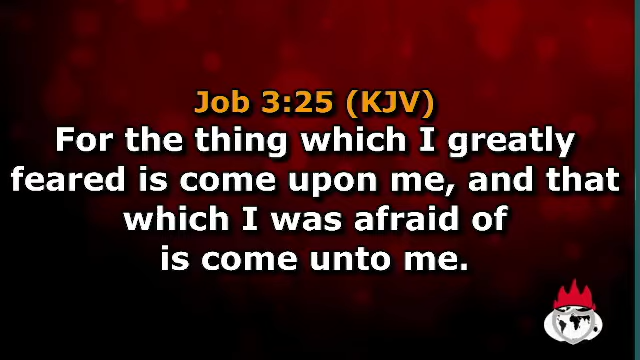 Job 3:25 (KJV)
For the thing which I greatly
feared is come upon me, and that
which I was afraid of
is come unto me.